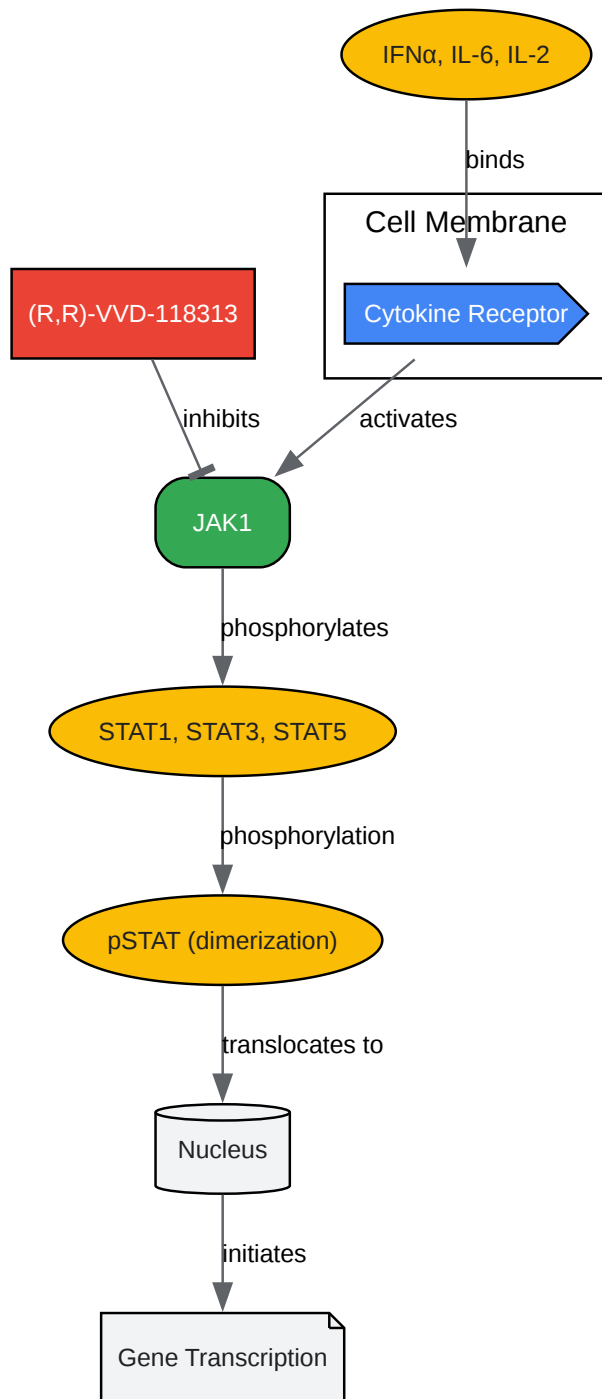 IFNα, IL-6, IL-2
binds
Cell Membrane
(R,R)-VVD-118313
Cytokine Receptor
inhibits
activates
JAK1
phosphorylates
STAT1, STAT3, STAT5
phosphorylation
pSTAT (dimerization)
translocates to
Nucleus
initiates
Gene Transcription